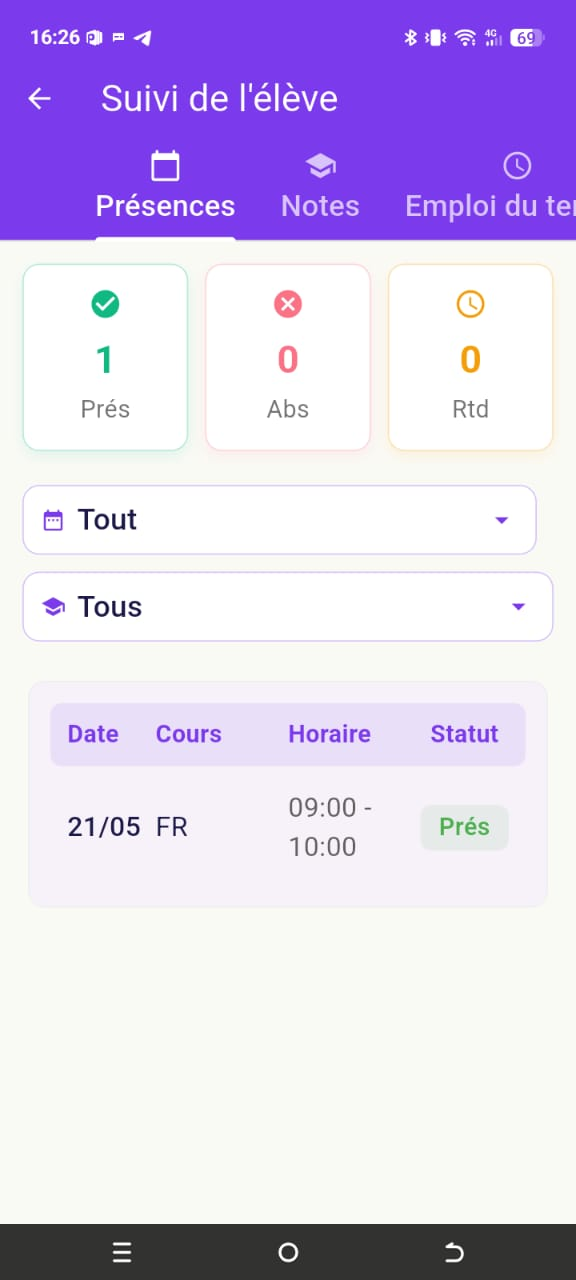 16:26 4G 69
Suivi de l'élève
Présences Notes Emploi du te
1 0 0
Prés Abs Rtd
Tout
Tous
Date Cours Horaire Statut
21/05 FR 09:00 - Prés
10:00